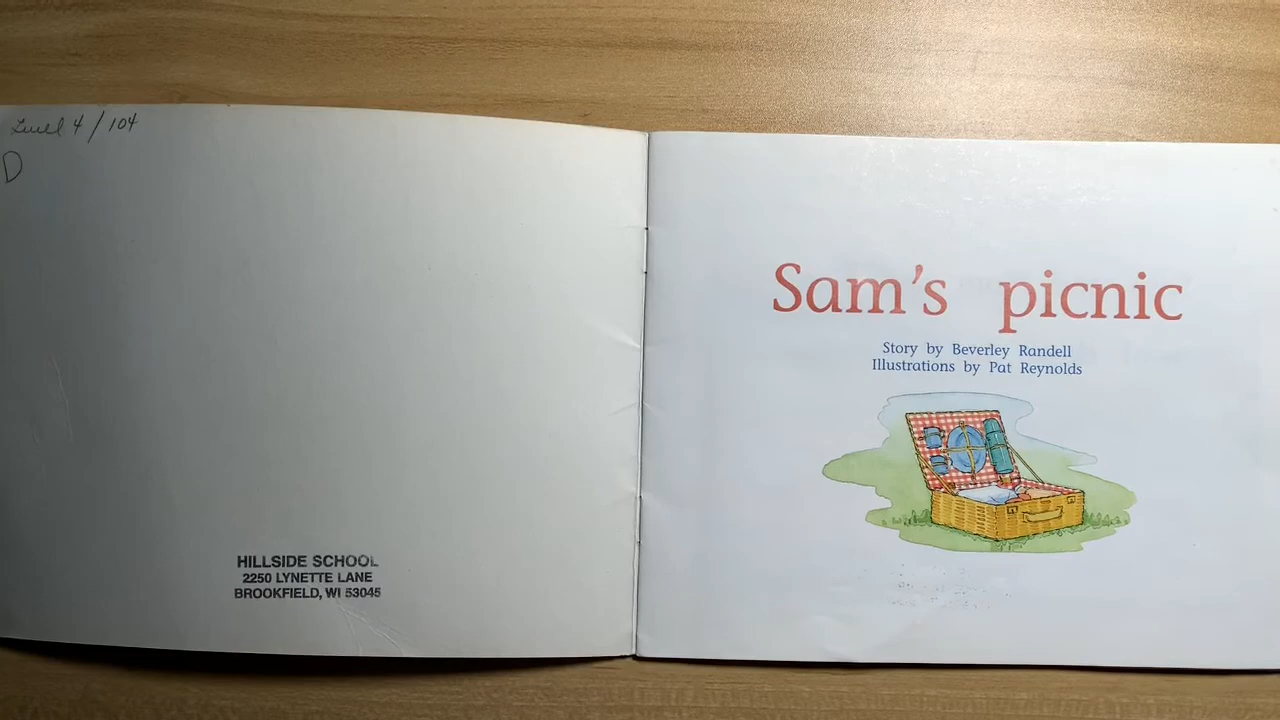 Level 4 / 104
D
HILLSIDE SCHOOL
2250 LYNETTE LANE
BROOKFIELD, WI 53045
Sam's picnic
Story by Beverley Randell
Illustrations by Pat Reynolds